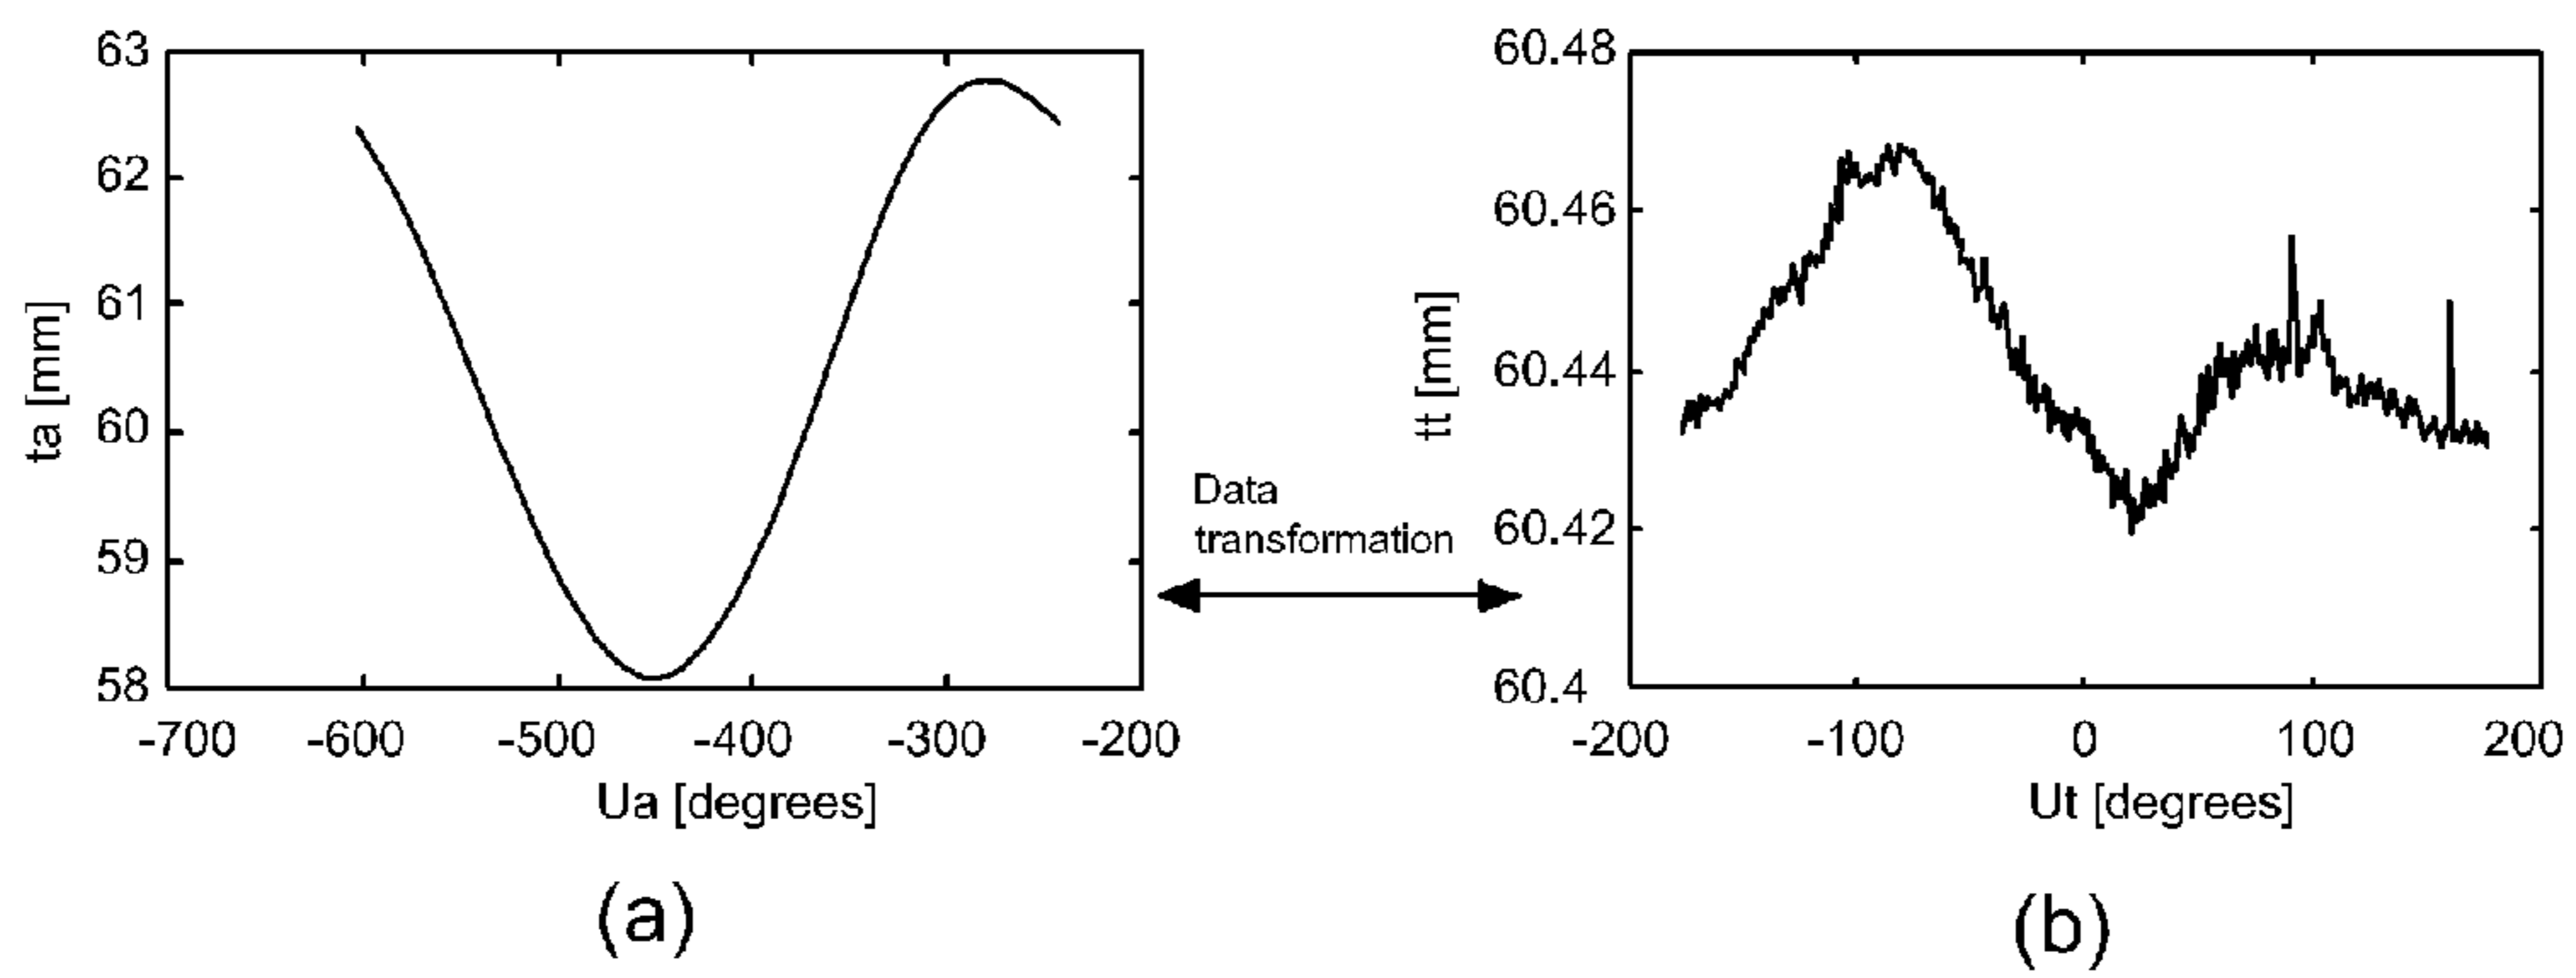 63
62
61
60
59
58
ta [mm]
-700 -600 -500 -400 -300 -200
Ua [degrees]
(a)
Data
transformation
60.48
60.46
60.44
60.42
60.4
tt [mm]
-200 -100 0 100 200
Ut [degrees]
(b)